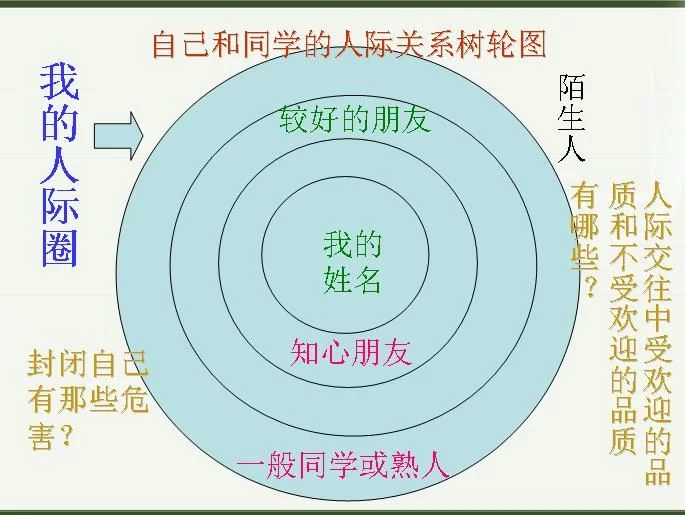 自己和同学的人际关系树轮图
我的人际圈
较好的朋友
陌生人
我的
姓名
知心朋友
一般同学或熟人
人际交往中受欢迎的品
质和不受欢迎的品质
有哪些？
封闭自己
有那些危
害？